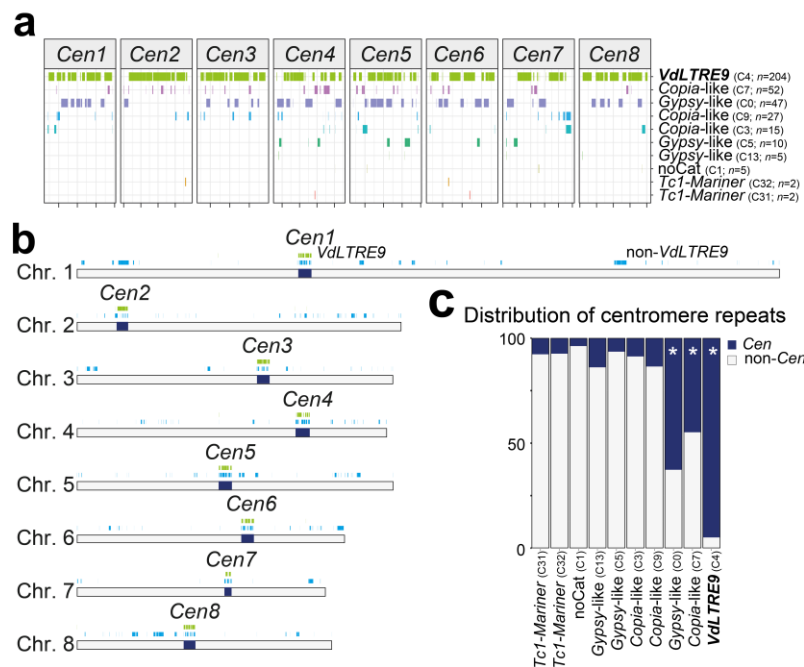 a
Cen1 Cen2 Cen3 Cen4 Cen5 Cen6 Cen7 Cen8
VdLTRE9 (C4; n=204)
Copia-like (C7; n=52)
Gypsy-like (C0; n=47)
Copia-like (C9; n=27)
Copia-like (C3; n=15)
Gypsy-like (C5; n=10)
Gypsy-like (C13; n=5)
noCat (C1; n=5)
Tc1-Mariner (C32; n=2)
Tc1-Mariner (C31; n=2)
b
Cen1
VdLTRE9
non-VdLTRE9
Chr. 1
Cen2
Chr. 2
Cen3
Chr. 3
Cen4
Chr. 4
Cen5
Chr. 5
Cen6
Chr. 6
Cen7
Chr. 7
Cen8
Chr. 8
c
Distribution of centromere repeats
100
50
0
* * *
Cen
non-Cen
Tc1-Mariner (C31)
Tc1-Mariner (C32)
noCat (C1)
Gypsy-like (C13)
Gypsy-like (C5)
Copia-like (C3)
Copia-like (C9)
Gypsy-like (C0)
Copia-like (C7)
VdLTRE9 (C4)